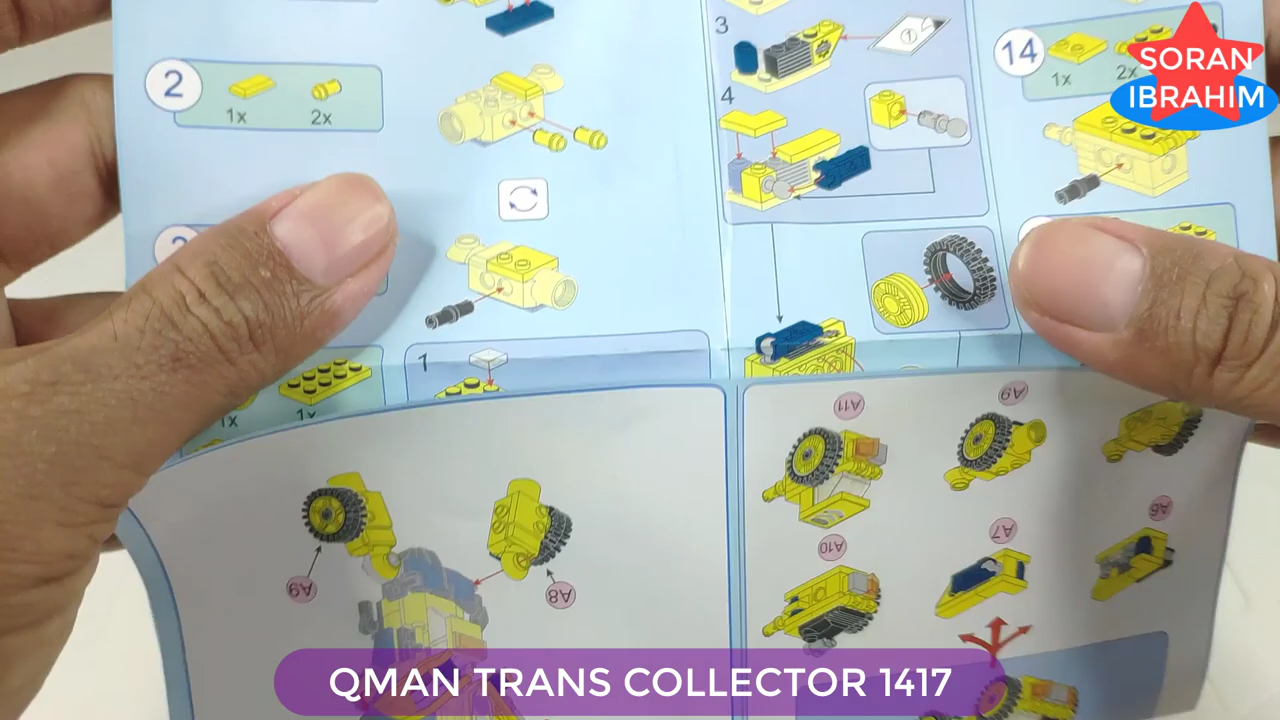 2
1x
2x
3
1
4
14
1x
2x
SORAN
IBRAHIM
1x
1x
1
A11
A9
A10
A7
A6
A9
A8
QMAN TRANS COLLECTOR 1417